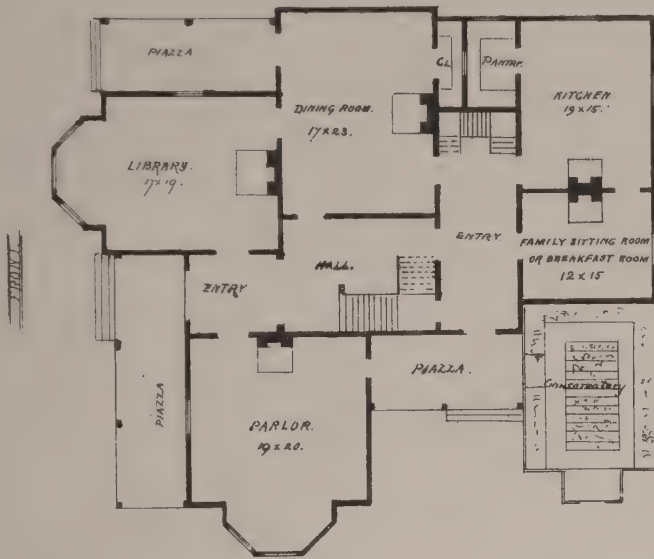 PIAZZA
CL
PANTRY.
KITCHEN
19 x 15.
DINING ROOM.
17 x 23.
LIBRARY.
17 x 19.
FRONT
ENTRY.
FAMILY SITTING ROOM
OR BREAKFAST ROOM
12 x 15
HALL.
ENTRY
PIAZZA.
Conservatory
PIAZZA
PARLOR.
19 x 20.